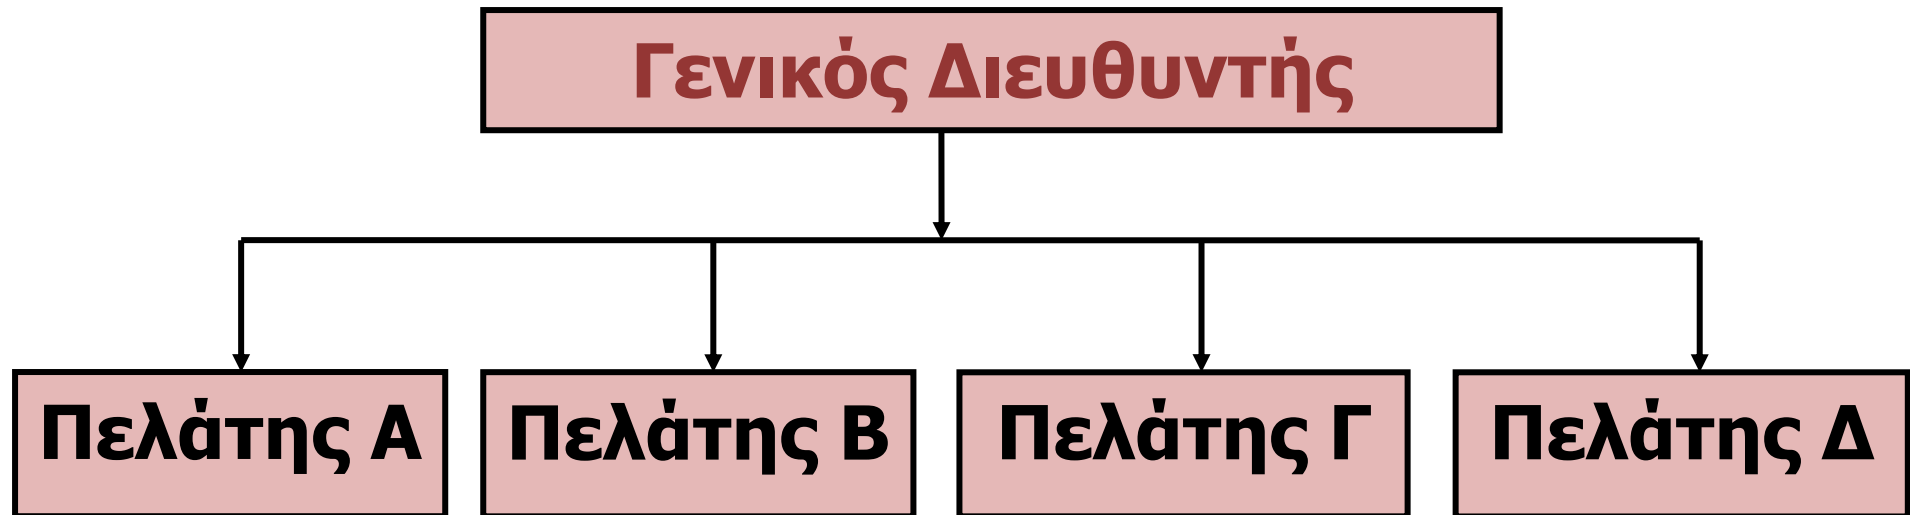 Γενικός Διευθυντής
Πελάτης Α
Πελάτης Β
Πελάτης Γ
Πελάτης Δ